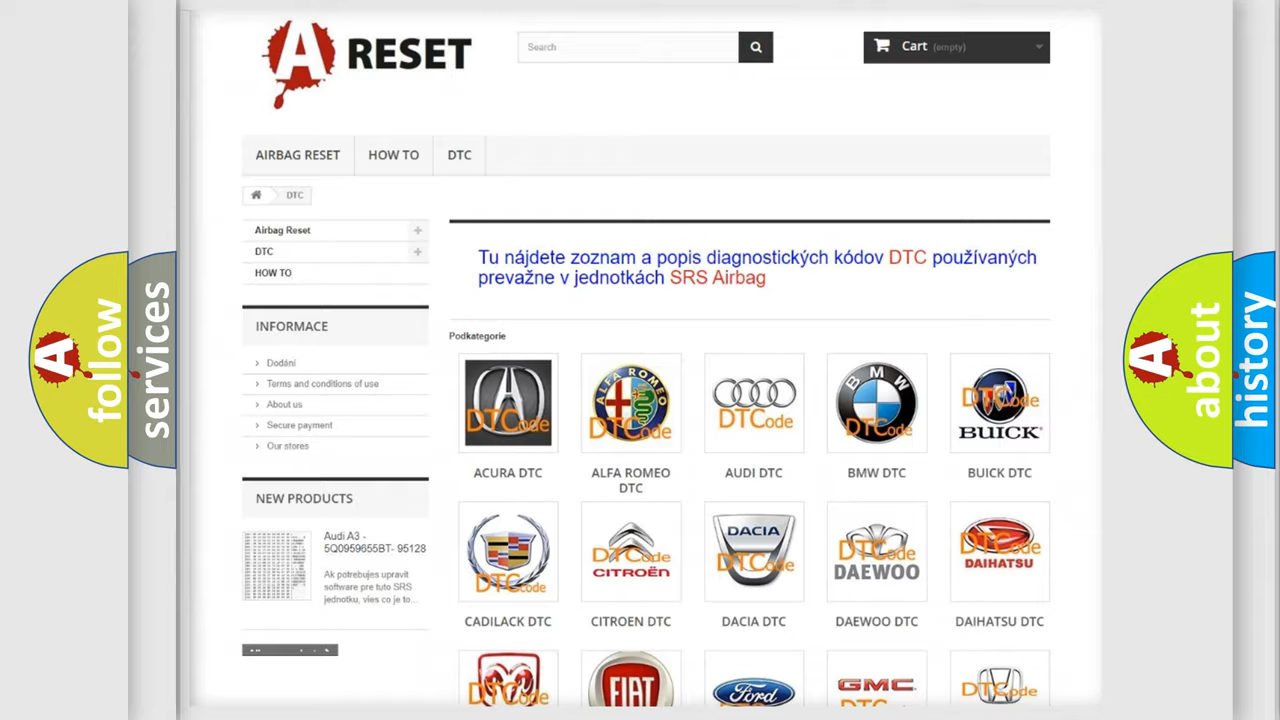 A RESET
Search
Cart (empty)
AIRBAG RESET
HOW TO
DTC
DTC
Airbag Reset
DTC
HOW TO
INFORMACE
Dodání
Terms and conditions of use
About us
Secure payment
Our stores
NEW PRODUCTS
Audi A3 -
5Q0959655BT- 95128
Ak potrebujes upravit
software pre tuto SRS
jednotku, vies co je to...
Tu nájdete zoznam a popis diagnostických kódov DTC používaných
prevažne v jednotkách SRS Airbag
Podkategorie
DTCode
ALFA ROMEO
DTCode
DTCode
BMW
DTCode
DTCode
BUICK
ACURA DTC
ALFA ROMEO
DTC
AUDI DTC
BMW DTC
BUICK DTC
DTCode
DTCode
CITROËN
DACIA
DTCode
DTCode
DAEWOO
DTCode
DAIHATSU
CADILACK DTC
CITROEN DTC
DACIA DTC
DAEWOO DTC
DAIHATSU DTC
DTCode
FIAT
Ford
GMC
DTCode
A follow
services
A about
history